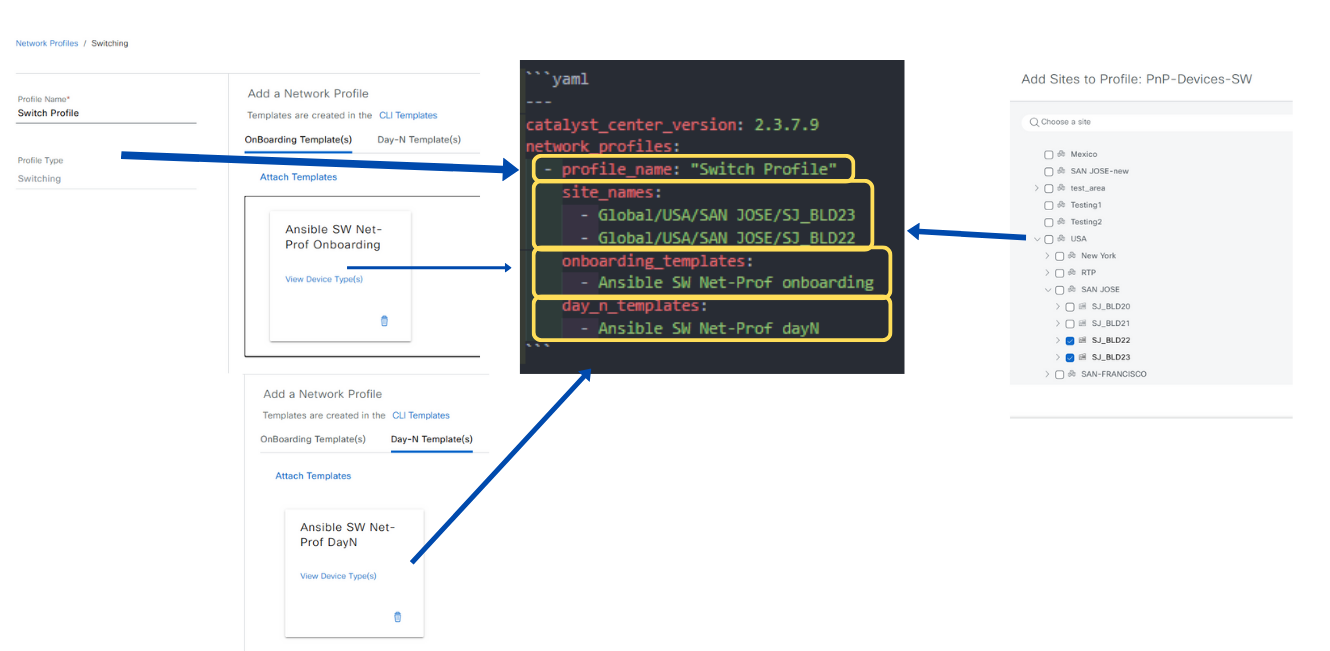 Network Profiles / Switching
Profile Name*
Switch Profile
Profile Type
Switching
Add a Network Profile
Templates are created in the CLI Templates
OnBoarding Template(s) Day-N Template(s)
Attach Templates
Ansible SW Net-
Prof Onboarding
View Device Type(s)
Add a Network Profile
Templates are created in the CLI Templates
OnBoarding Template(s) Day-N Template(s)
Attach Templates
Ansible SW Net-
Prof DayN
View Device Type(s)
```yaml
---
catalyst_center_version: 2.3.7.9
network_profiles:
- profile_name: "Switch Profile"
site_names:
- Global/USA/SAN JOSE/SJ_BLD23
- Global/USA/SAN JOSE/SJ_BLD22
onboarding_templates:
- Ansible SW Net-Prof onboarding
day_n_templates:
- Ansible SW Net-Prof dayN
```
Add Sites to Profile: PnP-Devices-SW
Choose a site
Mexico
SAN JOSE-new
test_area
Testing1
Testing2
USA
New York
RTP
SAN JOSE
SJ_BLD20
SJ_BLD21
SJ_BLD22
SJ_BLD23
SAN-FRANCISCO